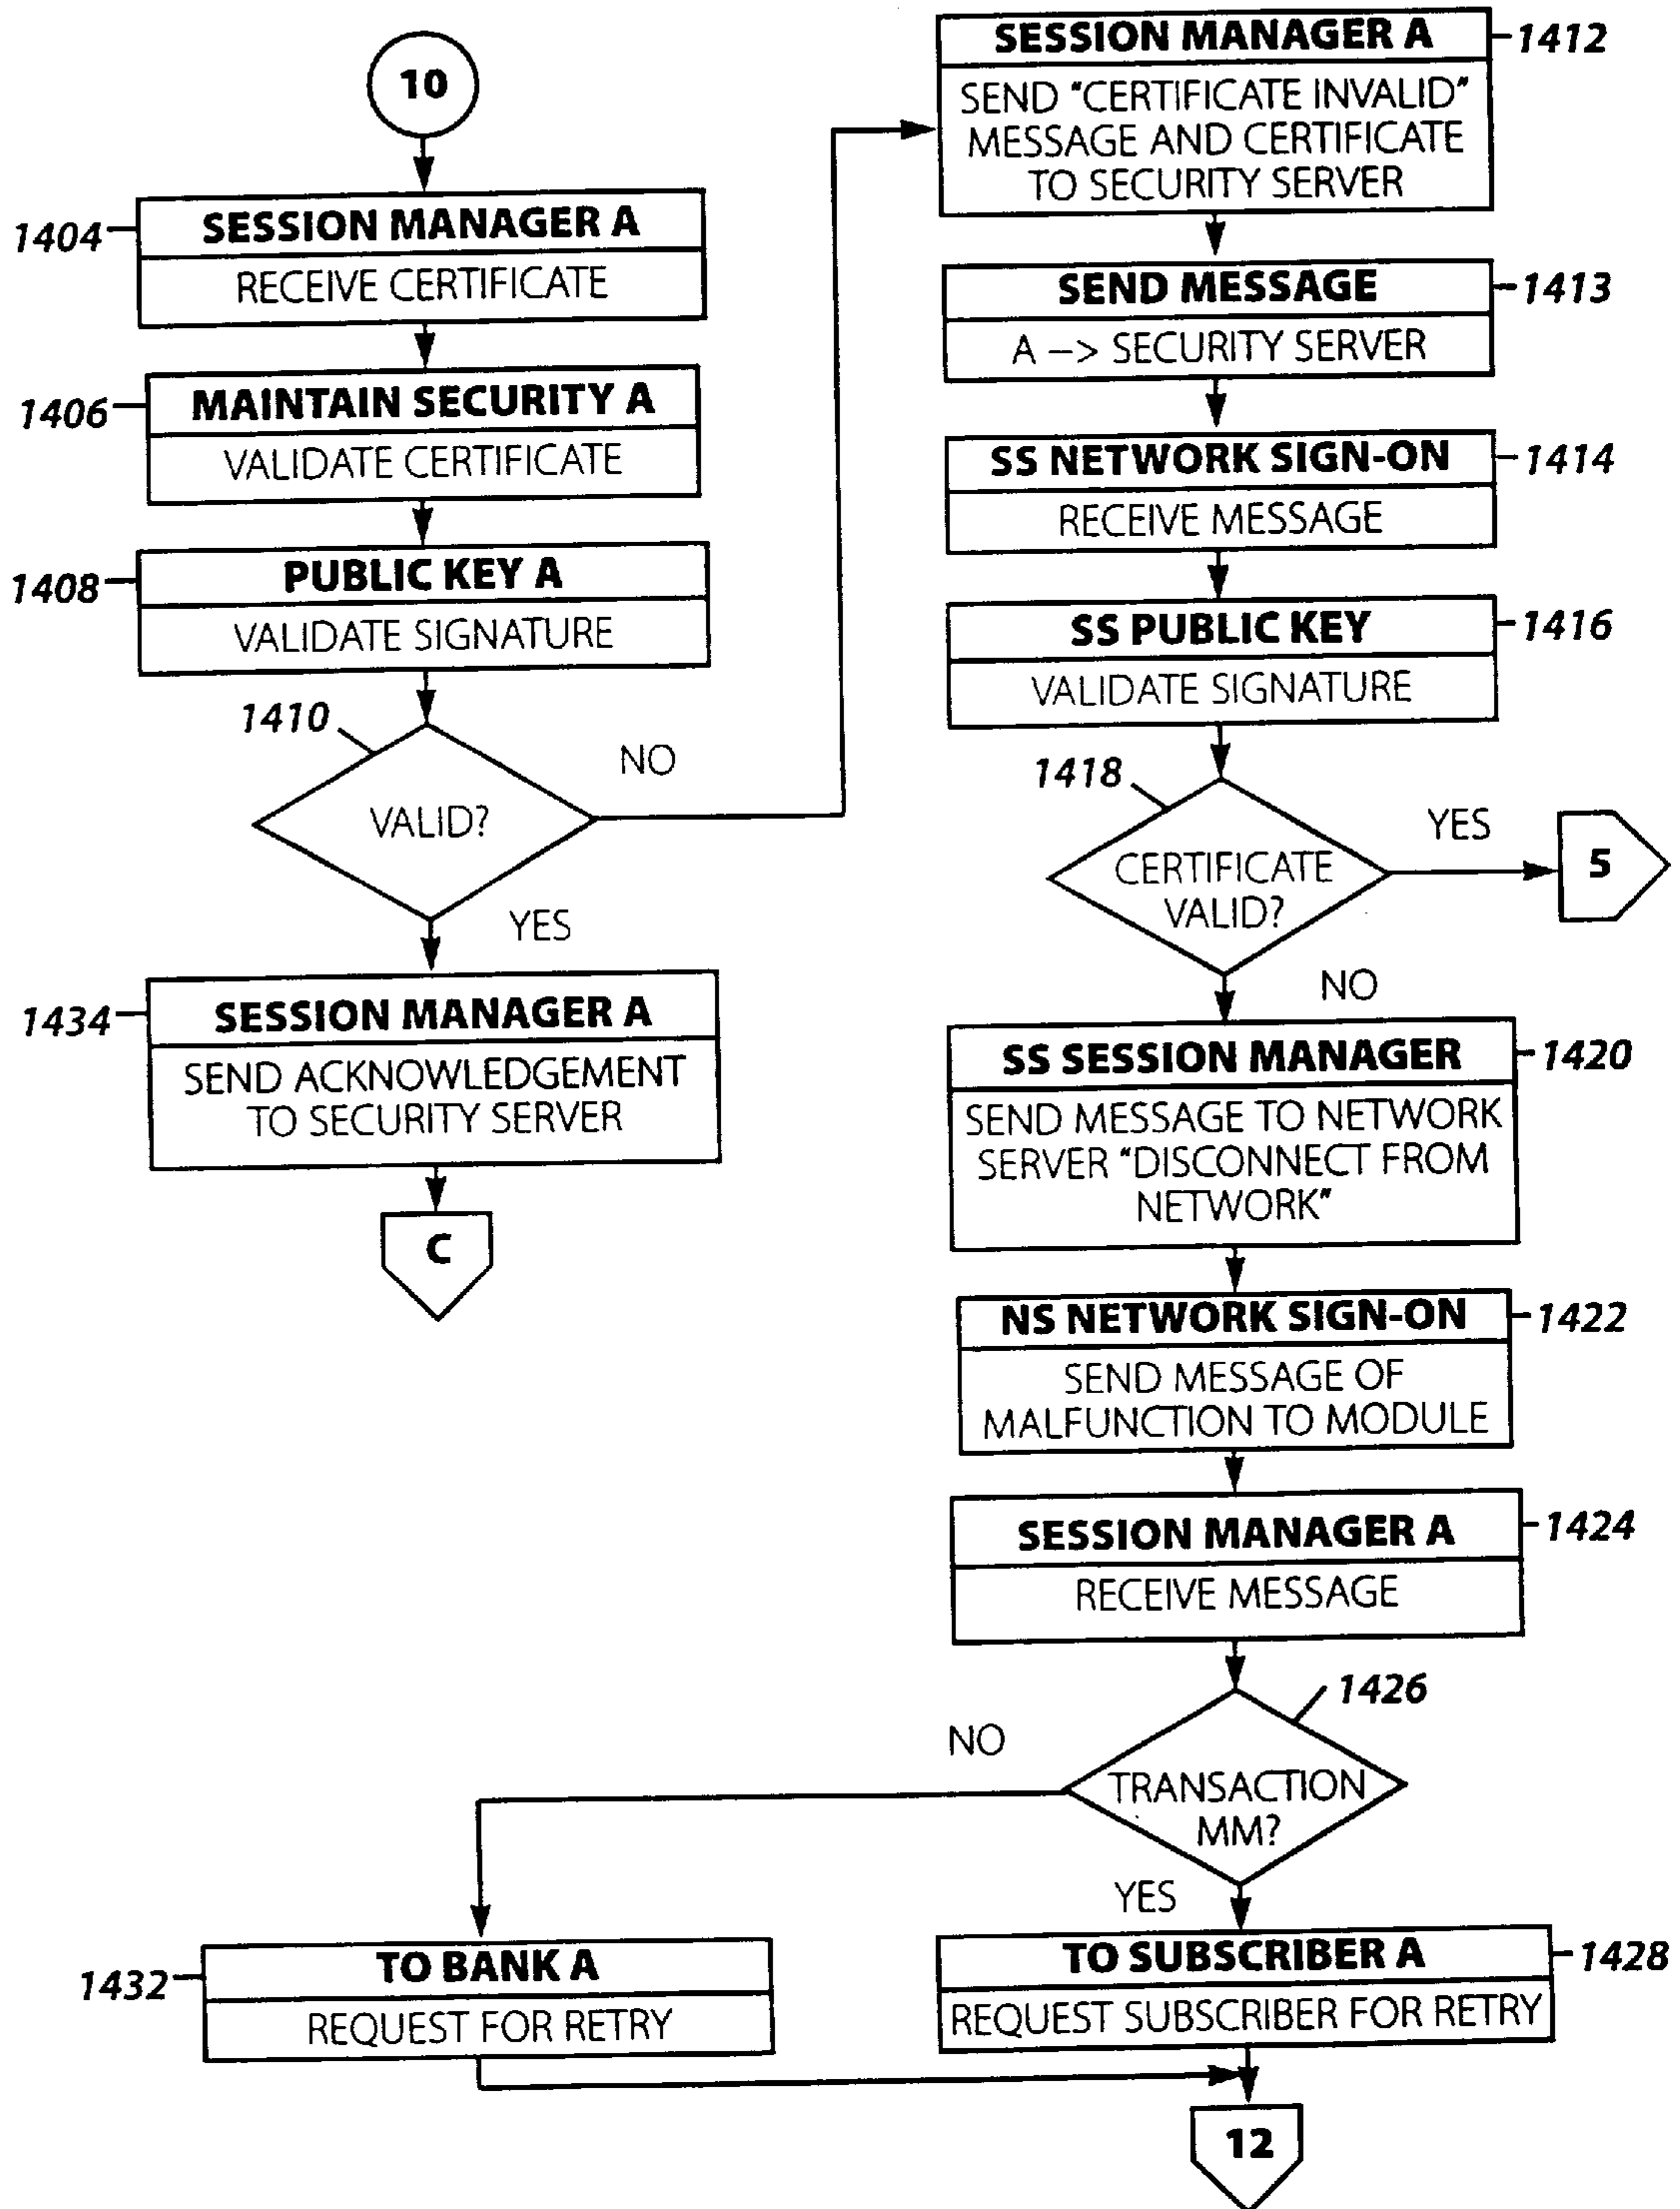 10
1404
SESSION MANAGER A
RECEIVE CERTIFICATE
1406
MAINTAIN SECURITY A
VALIDATE CERTIFICATE
1408
PUBLIC KEY A
VALIDATE SIGNATURE
1410
VALID?
NO
YES
1434
SESSION MANAGER A
SEND ACKNOWLEDGEMENT
TO SECURITY SERVER
C
SESSION MANAGER A
1412
SEND "CERTIFICATE INVALID"
MESSAGE AND CERTIFICATE
TO SECURITY SERVER
SEND MESSAGE
1413
A –> SECURITY SERVER
SS NETWORK SIGN-ON
1414
RECEIVE MESSAGE
SS PUBLIC KEY
1416
VALIDATE SIGNATURE
1418
CERTIFICATE
VALID?
YES
5
NO
SS SESSION MANAGER
1420
SEND MESSAGE TO NETWORK
SERVER "DISCONNECT FROM
NETWORK"
NS NETWORK SIGN-ON
1422
SEND MESSAGE OF
MALFUNCTION TO MODULE
SESSION MANAGER A
1424
RECEIVE MESSAGE
1426
TRANSACTION
MM?
NO
YES
1432
TO BANK A
REQUEST FOR RETRY
TO SUBSCRIBER A
1428
REQUEST SUBSCRIBER FOR RETRY
12